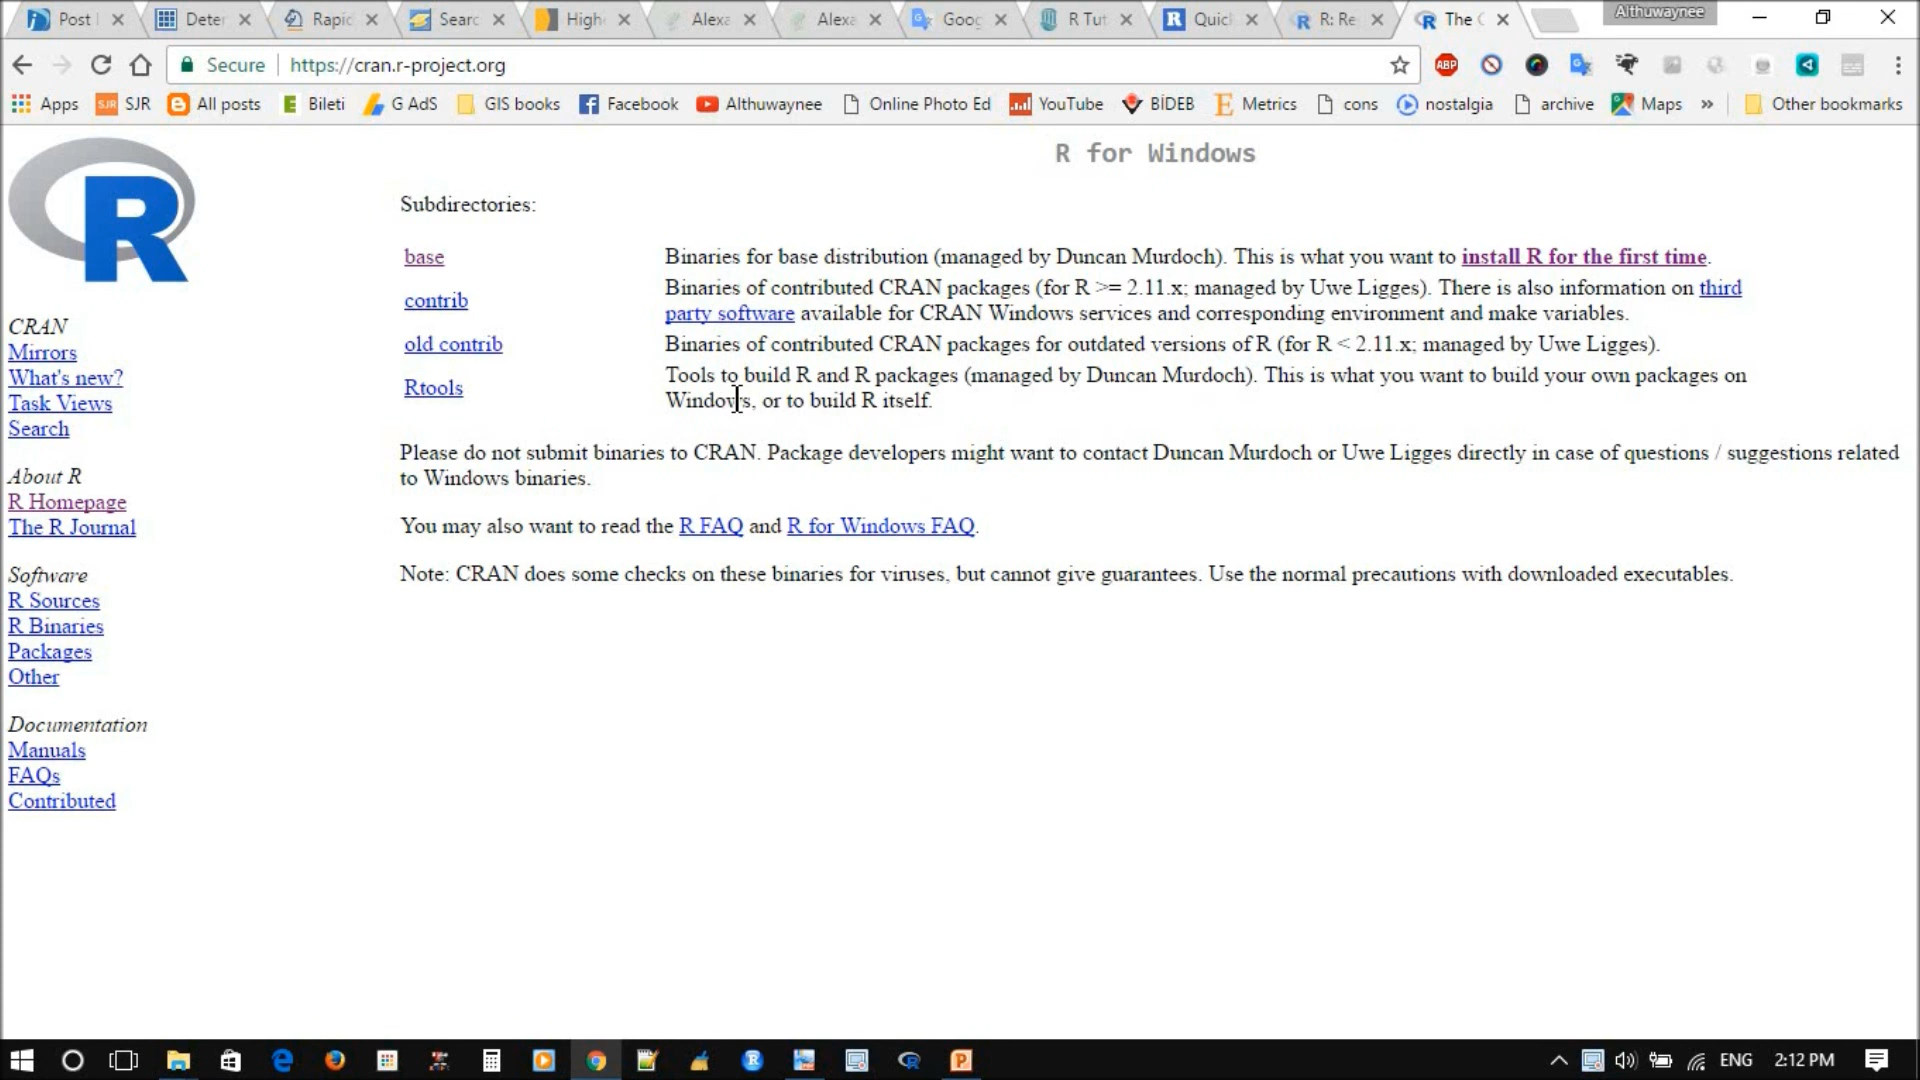 Post
Deter
Rapic
Searc
High
Alexa
Alexa
Goog
R Tut
Quic
R: Re
The C
Althuwaynee
Secure
https://cran.r-project.org
ABP
Apps
SJR
SJR
All posts
Bileti
G AdS
GIS books
Facebook
Althuwaynee
Online Photo Ed
YouTube
BİDEB
Metrics
cons
nostalgia
archive
Maps
»
Other bookmarks
R
CRAN
Mirrors
What's new?
Task Views
Search
About R
R Homepage
The R Journal
Software
R Sources
R Binaries
Packages
Other
Documentation
Manuals
FAQs
Contributed
R for Windows
Subdirectories:
base
Binaries for base distribution (managed by Duncan Murdoch). This is what you want to install R for the first time.
contrib
Binaries of contributed CRAN packages (for R >= 2.11.x; managed by Uwe Ligges). There is also information on third
party software available for CRAN Windows services and corresponding environment and make variables.
old contrib
Binaries of contributed CRAN packages for outdated versions of R (for R < 2.11.x; managed by Uwe Ligges).
Rtools
Tools to build R and R packages (managed by Duncan Murdoch). This is what you want to build your own packages on
Windows, or to build R itself.
Please do not submit binaries to CRAN. Package developers might want to contact Duncan Murdoch or Uwe Ligges directly in case of questions / suggestions related
to Windows binaries.
You may also want to read the R FAQ and R for Windows FAQ.
Note: CRAN does some checks on these binaries for viruses, but cannot give guarantees. Use the normal precautions with downloaded executables.
ENG
2:12 PM